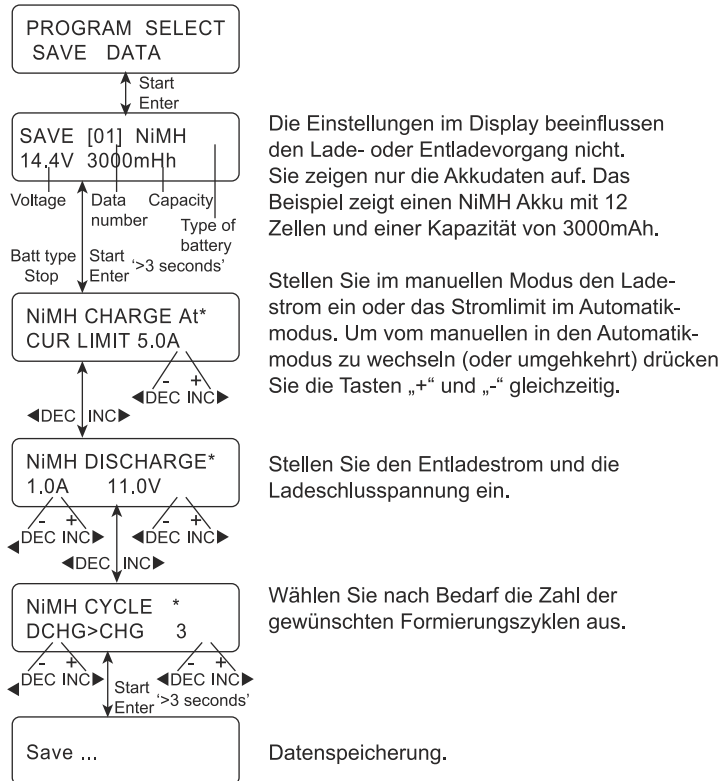 PROGRAM SELECT
SAVE DATA
Start
Enter
SAVE [01] NiMH
14.4V 3000mHh
Voltage
Data
number
Capacity
Type of
battery
Die Einstellungen im Display beeinflussen
den Lade- oder Entladevorgang nicht.
Sie zeigen nur die Akkudaten auf. Das
Beispiel zeigt einen NiMH Akku mit 12
Zellen und einer Kapazität von 3000mAh.
Batt type
Stop
Start
Enter
'>3 seconds'
NiMH CHARGE At*
CUR LIMIT 5.0A
- +
◀DEC INC▶
Stellen Sie im manuellen Modus den Lade-
strom ein oder das Stromlimit im Automatik-
modus. Um vom manuellen in den Automatik-
modus zu wechseln (oder umgehkehrt) drücken
Sie die Tasten „+“ und „-“ gleichzeitig.
◀DEC INC▶
NiMH DISCHARGE*
1.0A 11.0V
- +
◀DEC INC▶
- +
◀DEC INC▶
Stellen Sie den Entladestrom und die
Ladeschlusspannung ein.
◀DEC INC▶
NiMH CYCLE *
DCHG>CHG 3
- +
◀DEC INC▶
- +
◀DEC INC▶
Wählen Sie nach Bedarf die Zahl der
gewünschten Formierungszyklen aus.
Start
Enter
'>3 seconds'
Save ...
Datenspeicherung.